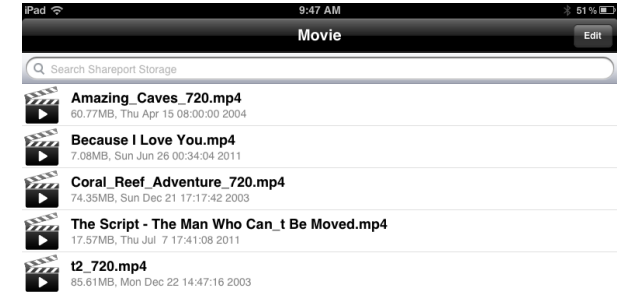 iPad 9:47 AM 51%
Movie Edit
Search Shareport Storage
Amazing_Caves_720.mp4
60.77MB, Thu Apr 15 08:00:00 2004
Because I Love You.mp4
7.08MB, Sun Jun 26 00:34:04 2011
Coral_Reef_Adventure_720.mp4
74.35MB, Sun Dec 21 17:17:42 2003
The Script - The Man Who Can_t Be Moved.mp4
17.57MB, Thu Jul 7 17:41:08 2011
t2_720.mp4
85.61MB, Mon Dec 22 14:47:16 2003